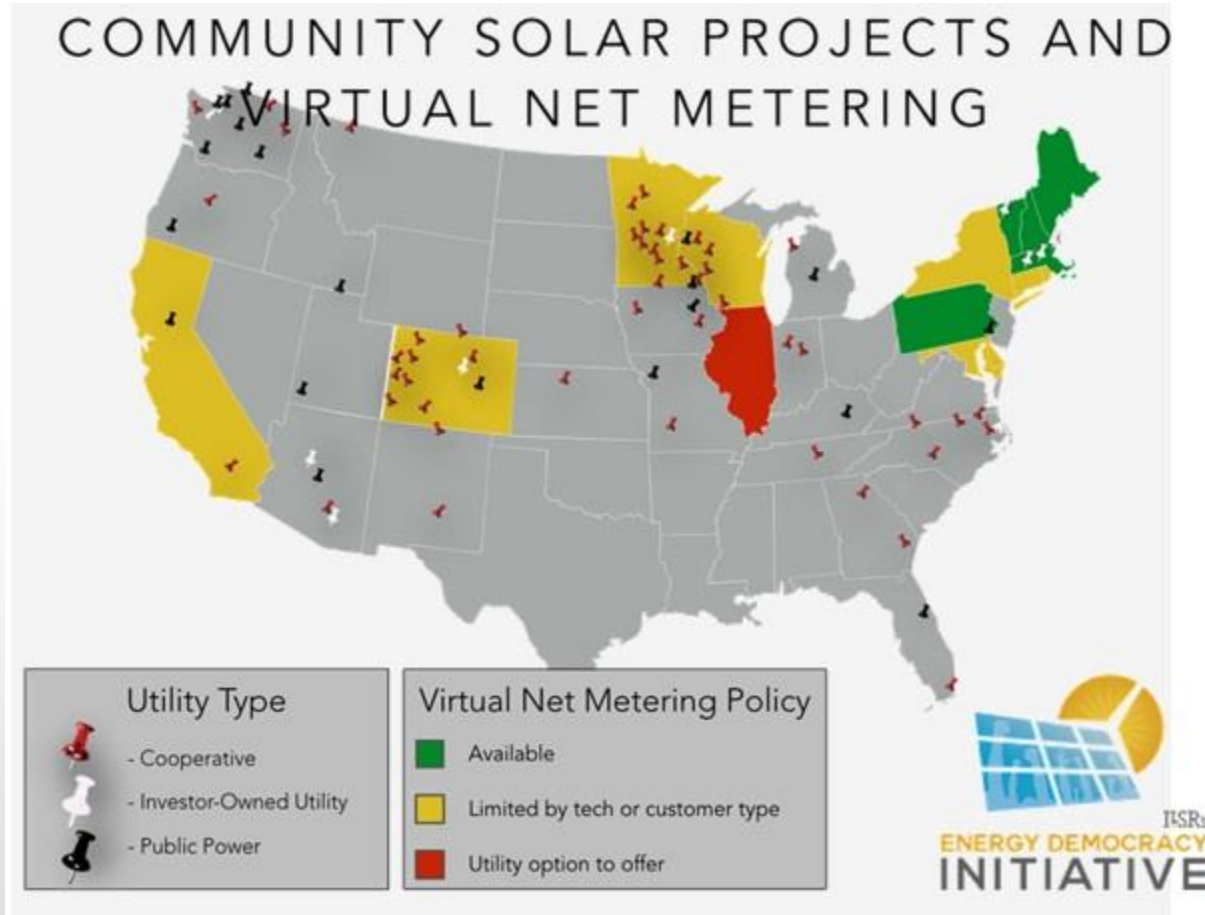 COMMUNITY SOLAR PROJECTS AND
VIRTUAL NET METERING
Utility Type
- Cooperative
- Investor-Owned Utility
- Public Power
Virtual Net Metering Policy
Available
Limited by tech or customer type
Utility option to offer
ENERGY DEMOCRACY
INITIATIVE